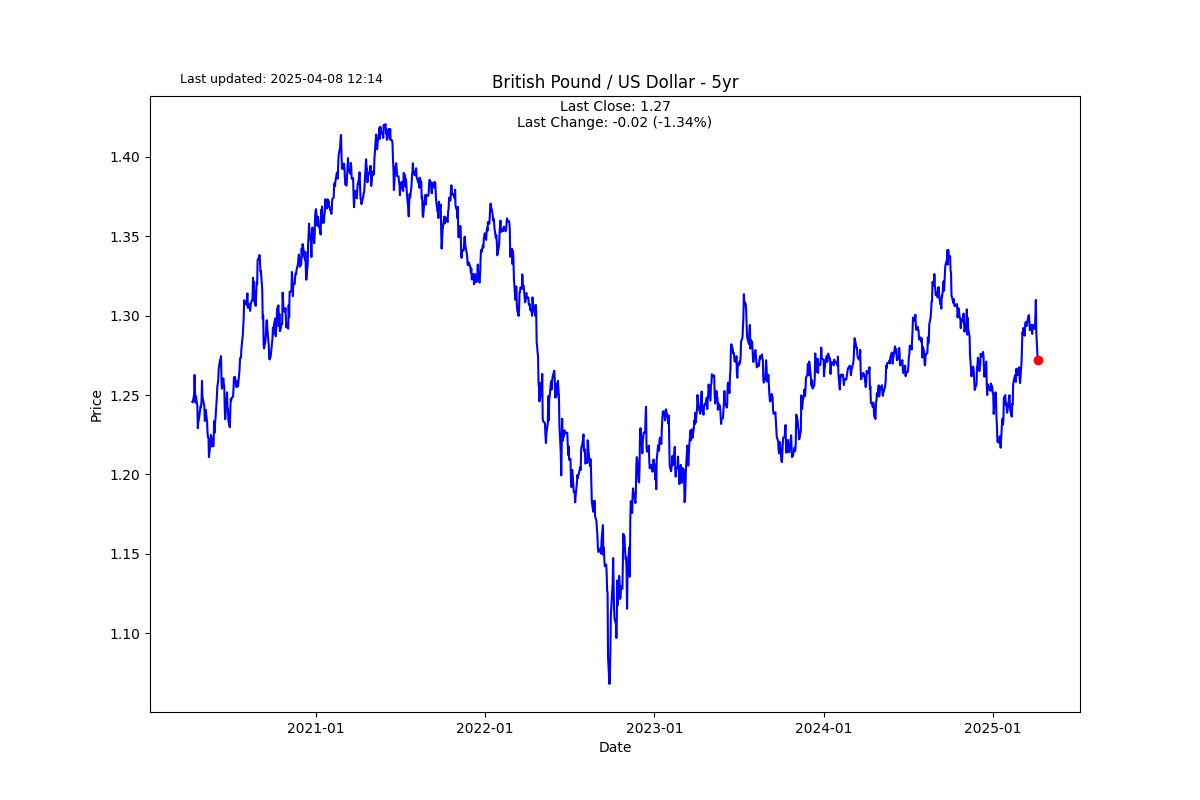 Last updated: 2025-04-08 12:14
British Pound / US Dollar - 5yr
Last Close: 1.27
Last Change: -0.02 (-1.34%)
1.40
1.35
1.30
1.25
1.20
1.15
1.10
Price
2021-01
2022-01
2023-01
2024-01
2025-01
Date